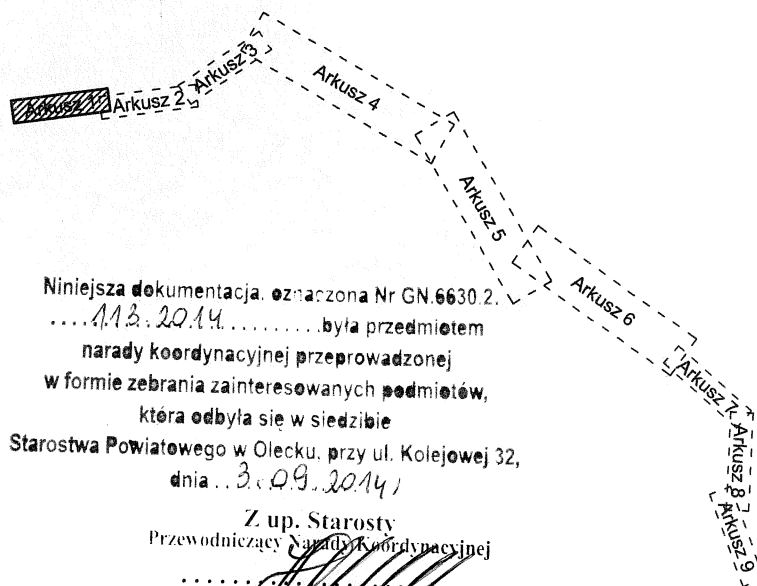 Arkusz 1
Arkusz 2
Arkusz 3
Arkusz 4
Arkusz 5
Arkusz 6
Arkusz 7
Arkusz 8
Arkusz 9
Niniejsza dokumentacja, oznaczona Nr GN.6630.2.
....113.2014..........była przedmiotem
narady koordynacyjnej przeprowadzonej
w formie zebrania zainteresowanych podmiotów,
która odbyła się w siedzibie
Starostwa Powiatowego w Olecku, przy ul. Kolejowej 32,
dnia ..3.09.2014
Z up. Starosty
Przewodniczący Narady Koordynacyjnej